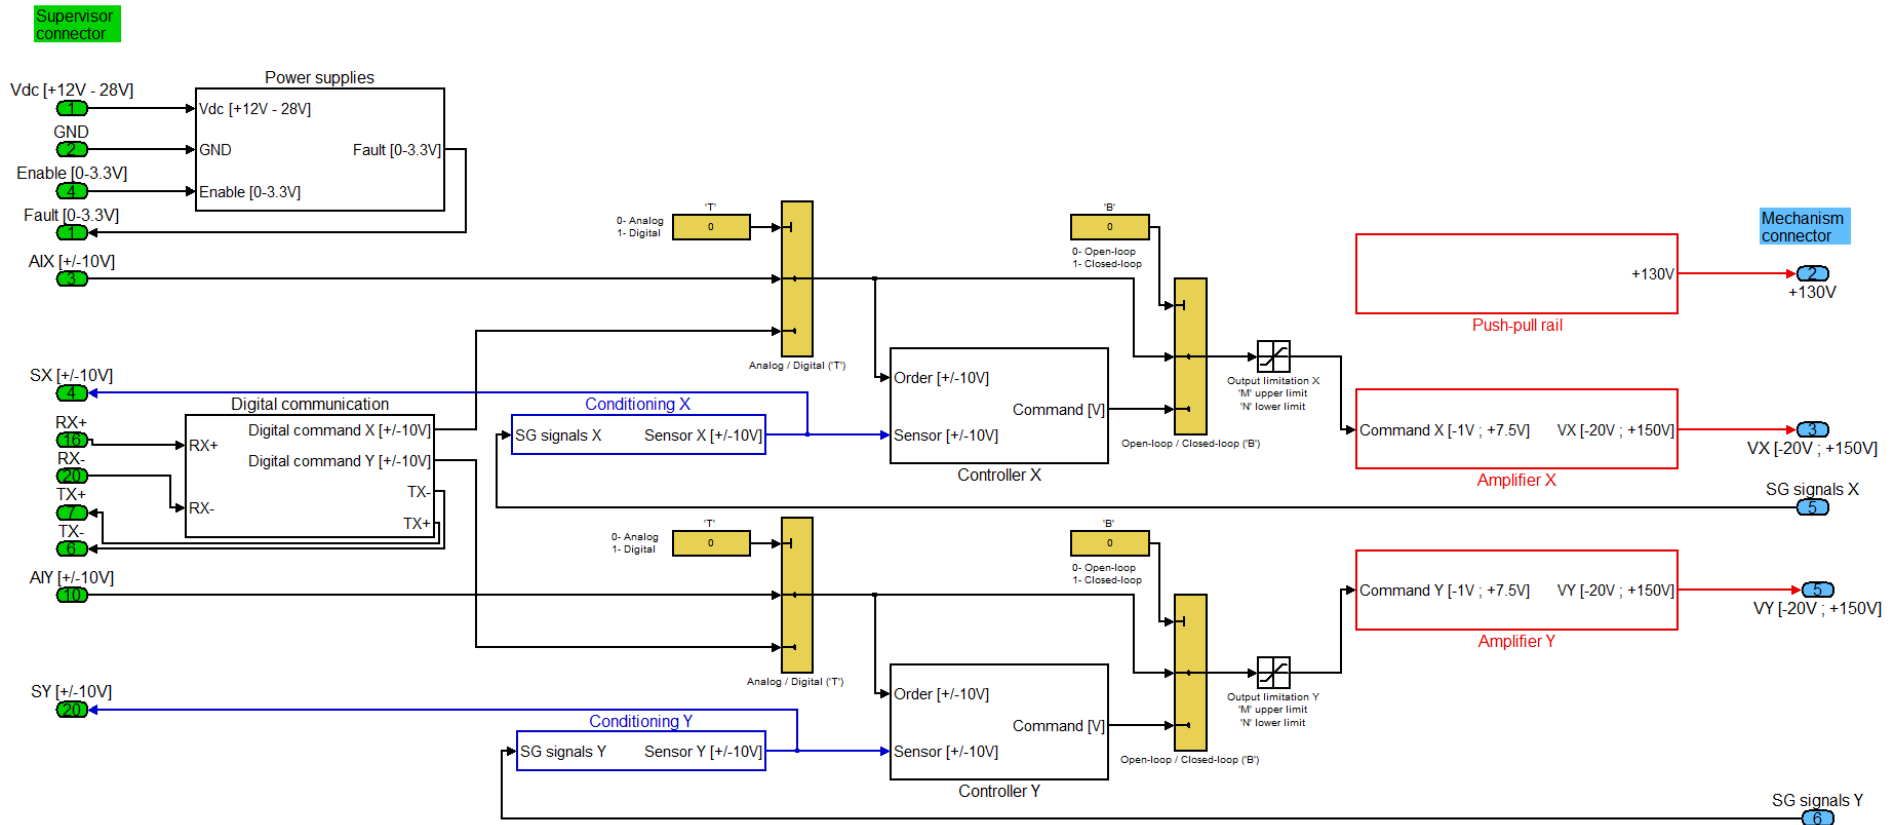 Supervisor
connector
Vdc [+12V - 28V]
1
GND
2
Enable [0-3.3V]
4
Fault [0-3.3V]
1
AIX [+/-10V]
3
SX [+/-10V]
4
RX+
16
RX-
20
TX+
7
TX-
6
AIY [+/-10V]
10
SY [+/-10V]
20
Power supplies
Vdc [+12V - 28V]
GND
Fault [0-3.3V]
Enable [0-3.3V]
Digital communication
RX+
Digital command X [+/-10V]
Digital command Y [+/-10V]
TX-
RX-
TX+
'T'
0
0- Analog
1- Digital
Analog / Digital ('T')
Conditioning X
SG signals X
Sensor X [+/-10V]
Order [+/-10V]
Command [V]
Sensor [+/-10V]
Controller X
'B'
0
0- Open-loop
1- Closed-loop
Open-loop / Closed-loop ('B')
Output limitation X
'M' upper limit
'N' lower limit
+130V
Push-pull rail
Command X [-1V ; +7.5V]
VX [-20V ; +150V]
Amplifier X
Mechanism
connector
2
+130V
3
VX [-20V ; +150V]
SG signals X
5
'T'
0
0- Analog
1- Digital
Analog / Digital ('T')
Conditioning Y
SG signals Y
Sensor Y [+/-10V]
Order [+/-10V]
Command [V]
Sensor [+/-10V]
Controller Y
'B'
0
0- Open-loop
1- Closed-loop
Open-loop / Closed-loop ('B')
Output limitation Y
'M' upper limit
'N' lower limit
Command Y [-1V ; +7.5V]
VY [-20V ; +150V]
Amplifier Y
5
VY [-20V ; +150V]
SG signals Y
6